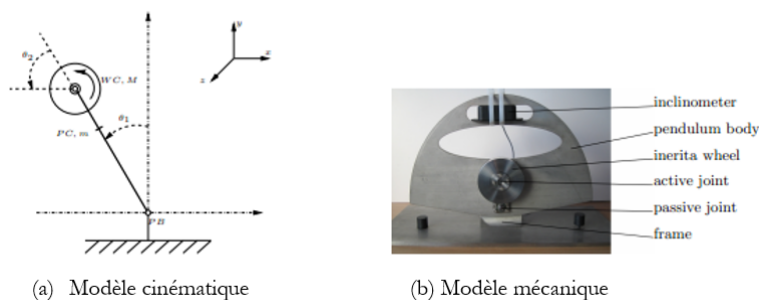 y
x
z
θ₂
WC, M
θ₁
PC, m
PB
inclinometer
pendulum body
inerita wheel
active joint
passive joint
frame
(a) Modèle cinématique
(b) Modèle mécanique